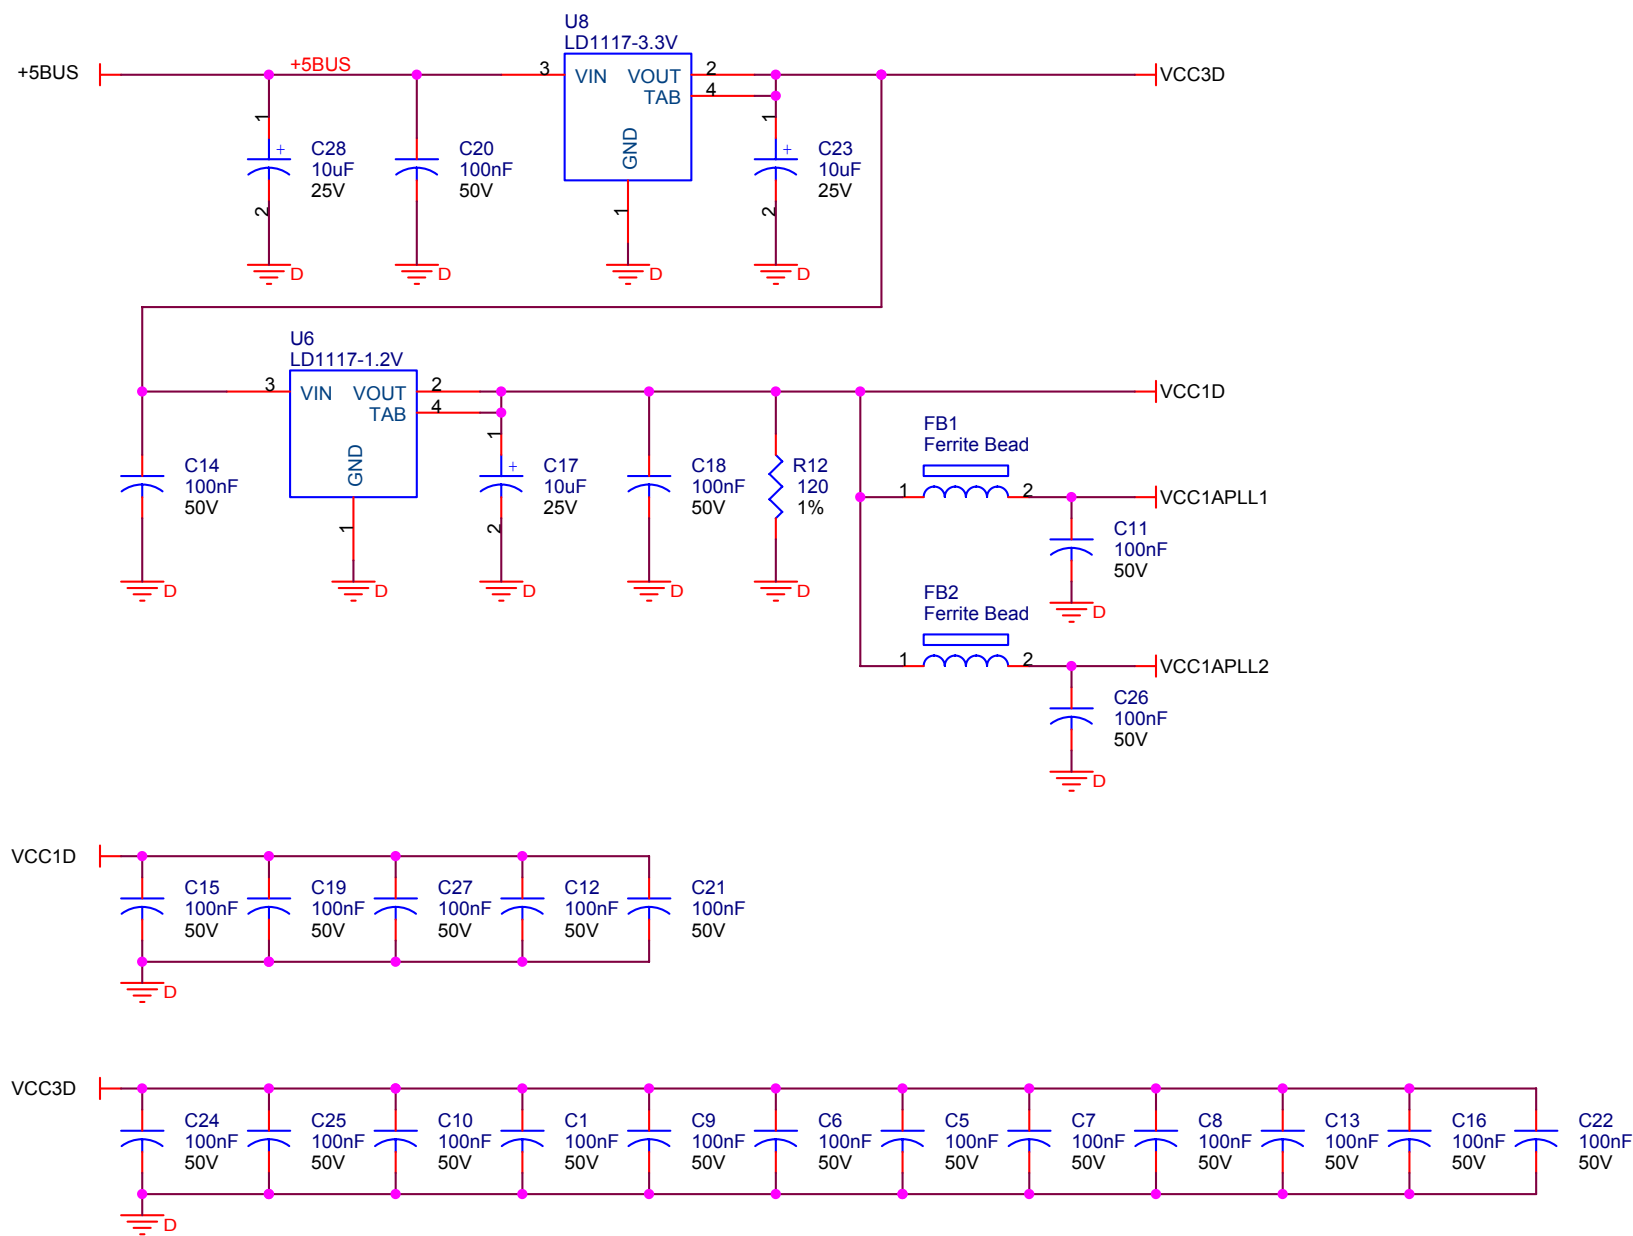 U8
LD1117-3.3V
+5BUS
+5BUS
3
VIN
VOUT
2
VCC3D
TAB
4
GND
1
1
1
+
C28
10uF
25V
C20
100nF
50V
+
C23
10uF
25V
2
1
2
D
D
D
D
U6
LD1117-1.2V
3
VIN
VOUT
2
VCC1D
TAB
4
GND
1
FB1
Ferrite Bead
C14
100nF
50V
+
C17
10uF
25V
C18
100nF
50V
R12
120
1%
1
2
VCC1APLL1
2
C11
100nF
50V
D
D
D
D
D
D
FB2
Ferrite Bead
1
2
VCC1APLL2
C26
100nF
50V
D
VCC1D
C15
100nF
50V
C19
100nF
50V
C27
100nF
50V
C12
100nF
50V
C21
100nF
50V
D
VCC3D
C24
100nF
50V
C25
100nF
50V
C10
100nF
50V
C1
100nF
50V
C9
100nF
50V
C6
100nF
50V
C5
100nF
50V
C7
100nF
50V
C8
100nF
50V
C13
100nF
50V
C16
100nF
50V
C22
100nF
50V
D